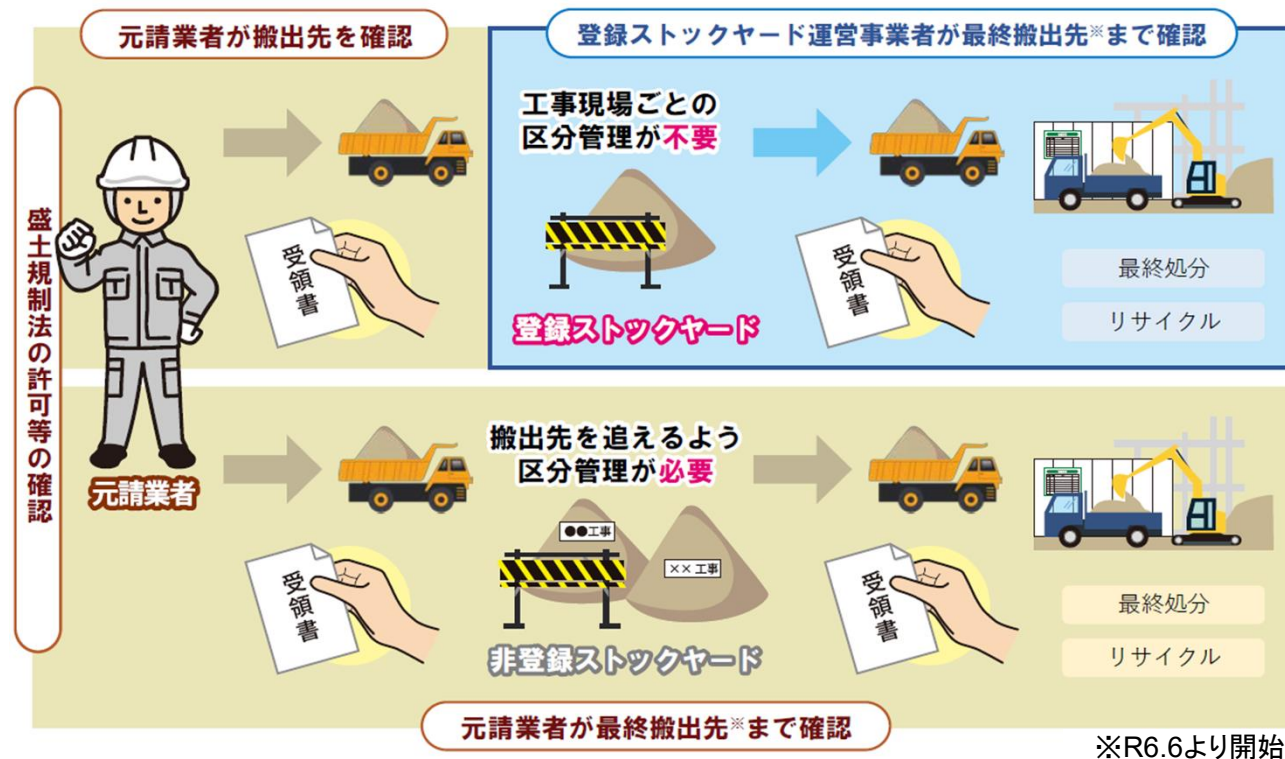 元請業者が搬出先を確認
登録ストックヤード運営事業者が最終搬出先※まで確認
盛土規制法の許可等の確認
元請業者
受領書
工事現場ごとの
区分管理が不要
登録ストックヤード
受領書
最終処分
リサイクル
受領書
搬出先を追えるよう
区分管理が必要
●●工事
××工事
非登録ストックヤード
受領書
最終処分
リサイクル
元請業者が最終搬出先※まで確認
※R6.6より開始